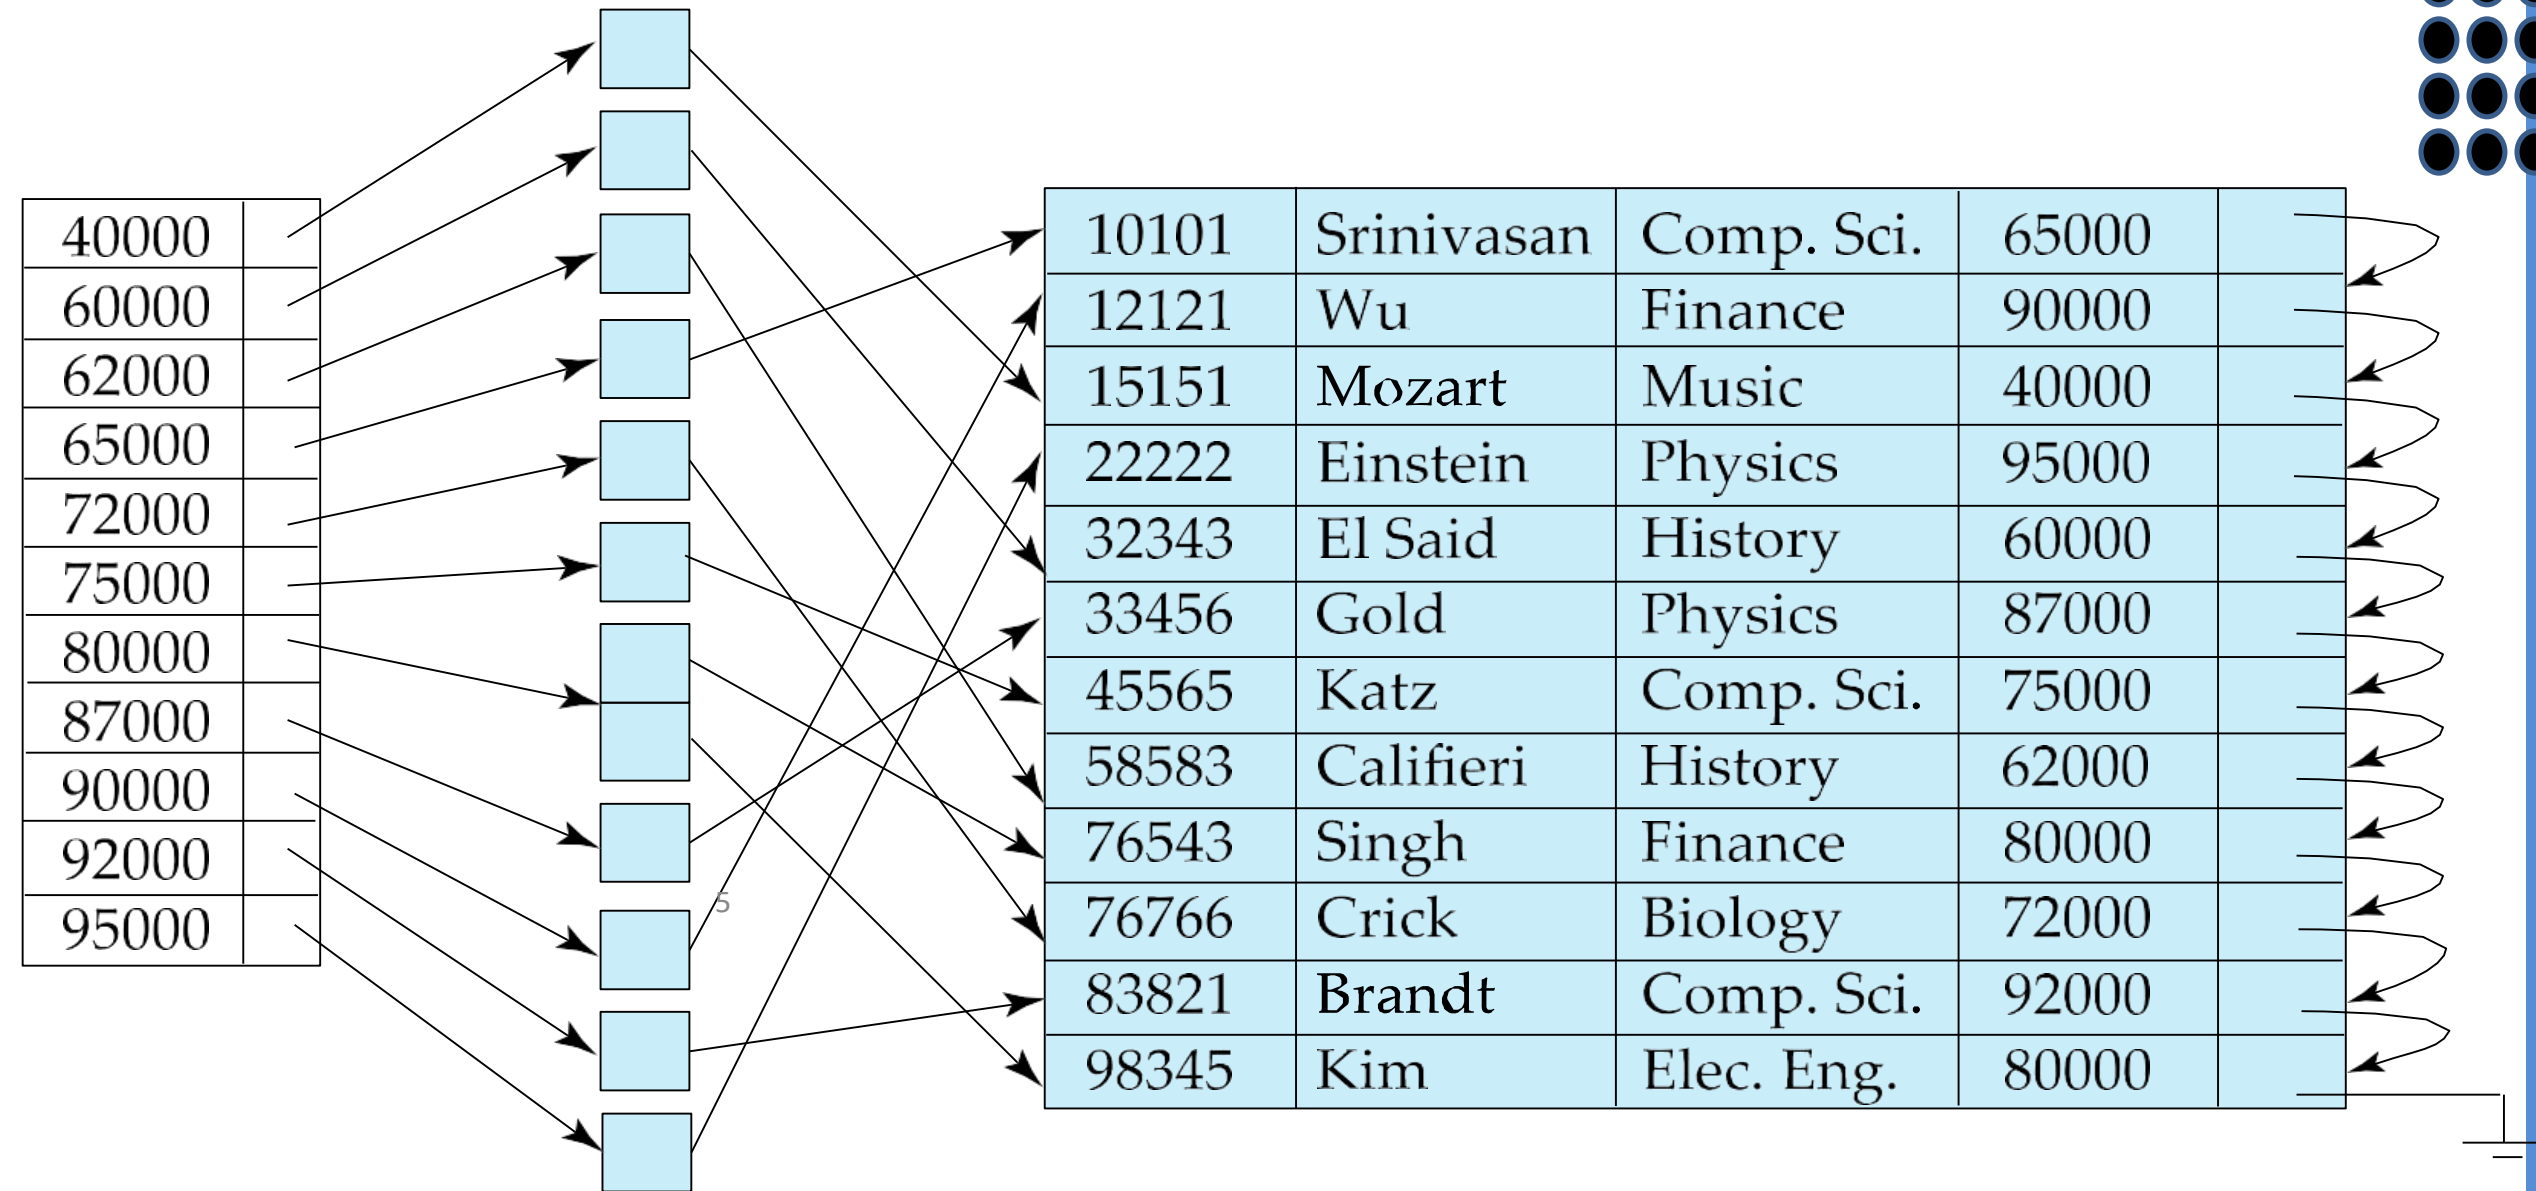 40000
60000
62000
65000
72000
75000
80000
87000
90000
92000
95000
5
10101 Srinivasan Comp. Sci. 65000
12121 Wu Finance 90000
15151 Mozart Music 40000
22222 Einstein Physics 95000
32343 El Said History 60000
33456 Gold Physics 87000
45565 Katz Comp. Sci. 75000
58583 Califieri History 62000
76543 Singh Finance 80000
76766 Crick Biology 72000
83821 Brandt Comp. Sci. 92000
98345 Kim Elec. Eng. 80000